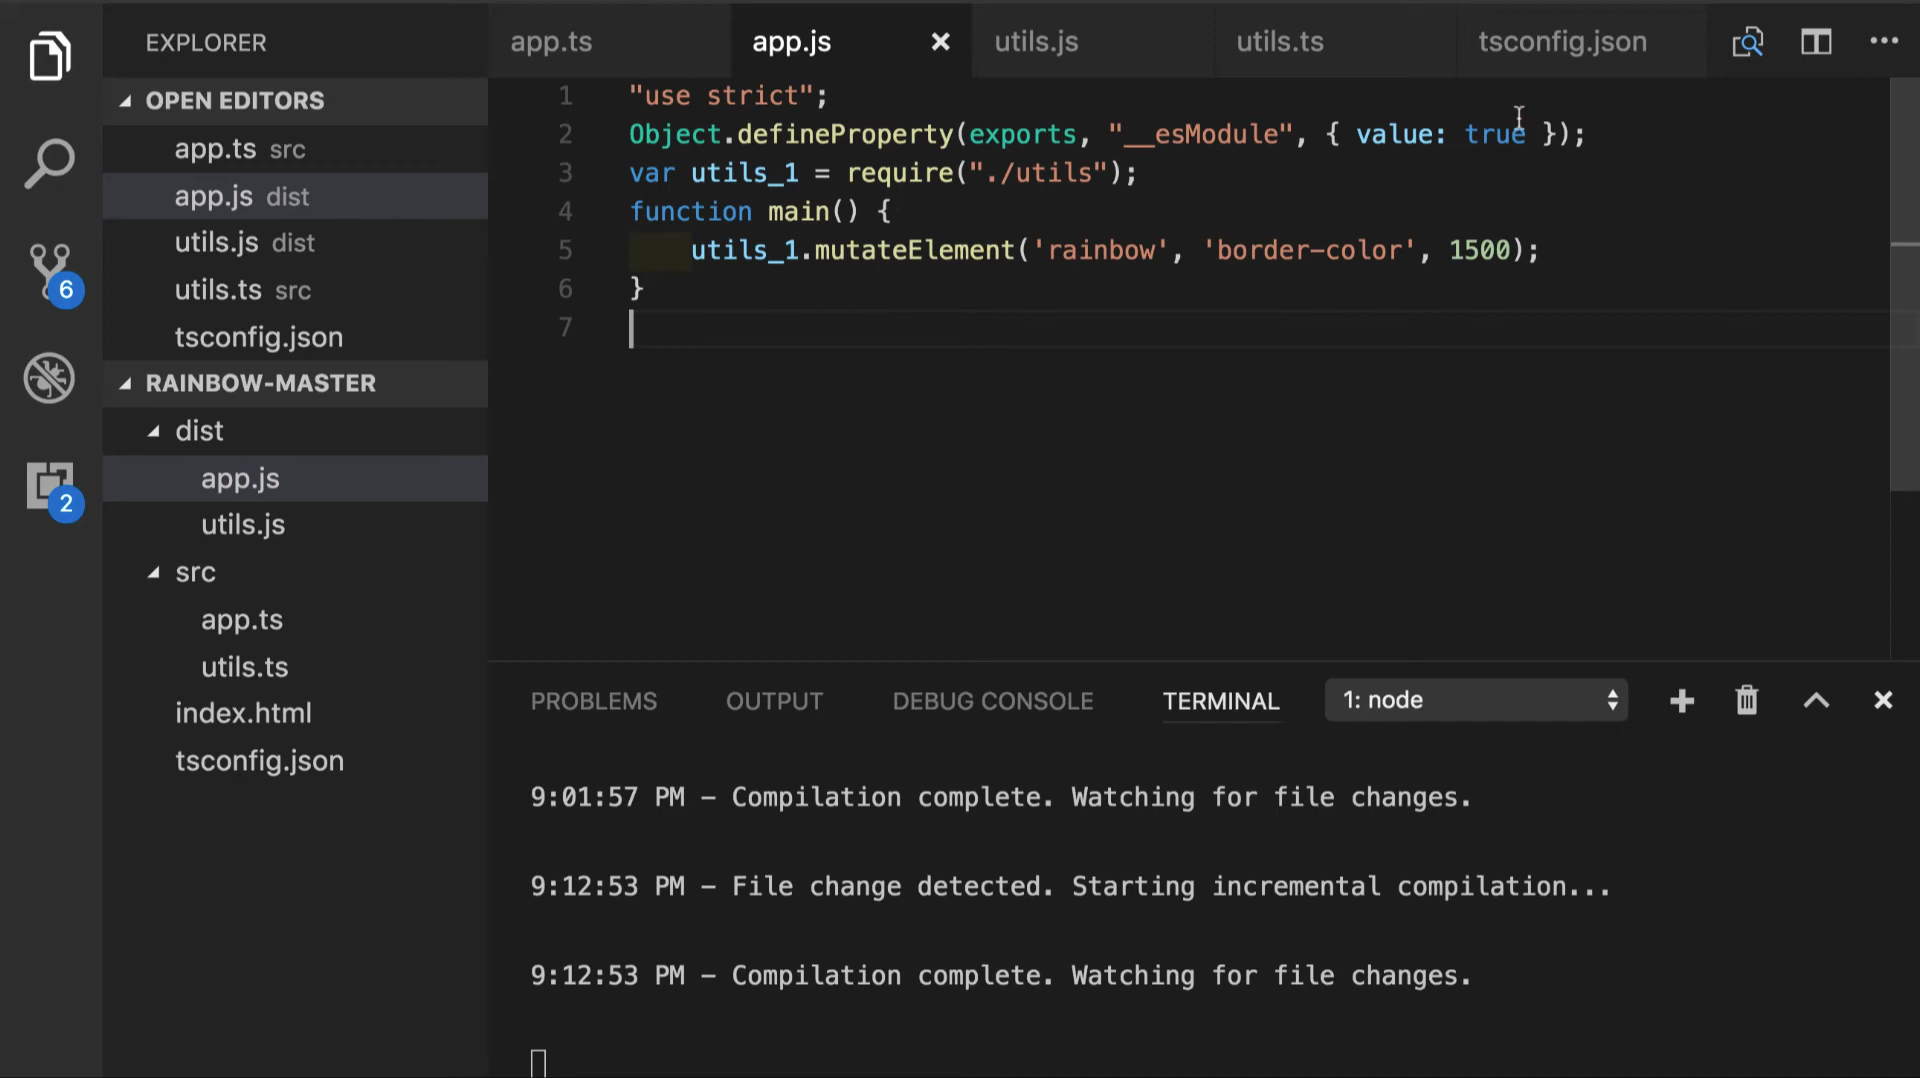 EXPLORER
OPEN EDITORS
app.ts src
app.js dist
utils.js dist
utils.ts src
tsconfig.json
RAINBOW-MASTER
dist
app.js
utils.js
src
app.ts
utils.ts
index.html
tsconfig.json
6
2
app.ts app.js utils.js utils.ts tsconfig.json
1 "use strict";
2 Object.defineProperty(exports, "__esModule", { value: true });
3 var utils_1 = require("./utils");
4 function main() {
5 utils_1.mutateElement('rainbow', 'border-color', 1500);
6 }
7
PROBLEMS OUTPUT DEBUG CONSOLE TERMINAL 1: node
9:01:57 PM – Compilation complete. Watching for file changes.
9:12:53 PM – File change detected. Starting incremental compilation...
9:12:53 PM – Compilation complete. Watching for file changes.